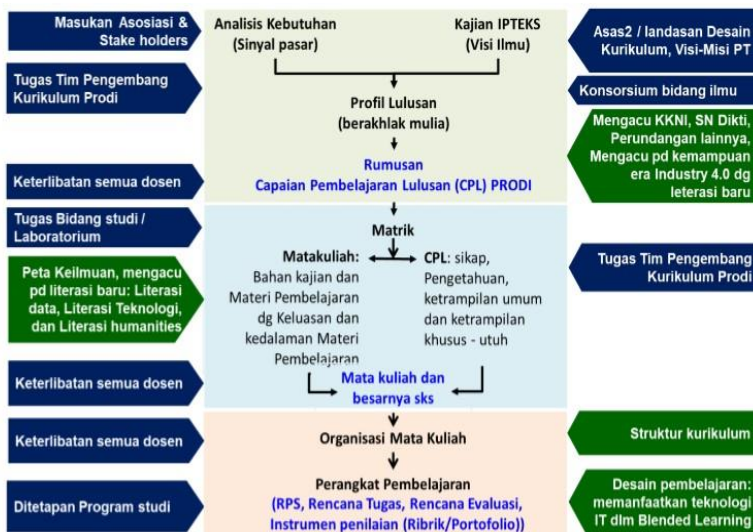 Masukan Asosiasi &
Stake holders
Tugas Tim Pengembang
Kurikulum Prodi
Keterlibatan semua dosen
Tugas Bidang studi /
Laboratorium
Peta Keilmuan, mengacu
pd literasi baru: Literasi
data, Literasi Teknologi,
dan Literasi humanities
Keterlibatan semua dosen
Keterlibatan semua dosen
Ditetapan Program studi
Analisis Kebutuhan
(Sinyal pasar)
Kajian IPTEKS
(Visi Ilmu)
Profil Lulusan
(berakhlak mulia)
Rumusan
Capaian Pembelajaran Lulusan (CPL) PRODI
Matrik
Matakuliah:
Bahan kajian dan
Materi Pembelajaran
dg Keluasan dan
kedalaman Materi
Pembelajaran
CPL: sikap,
Pengetahuan,
ketrampilan umum
dan ketrampilan
khusus - utuh
Mata kuliah dan
besarnya sks
Organisasi Mata Kuliah
Perangkat Pembelajaran
(RPS, Rencana Tugas, Rencana Evaluasi,
Instrumen penilaian (Ribrik/Portofolio))
Asas2 / landasan Desain
Kurikulum, Visi-Misi PT
Konsorsium bidang ilmu
Mengacu KKNI, SN Dikti,
Perundangan lainnya,
Mengacu pd kemampuan
era Industry 4.0 dg
leterasi baru
Tugas Tim Pengembang
Kurikulum Prodi
Struktur kurikulum
Desain pembelajaran:
memanfaatkan teknologi
IT dlm Blended Learning